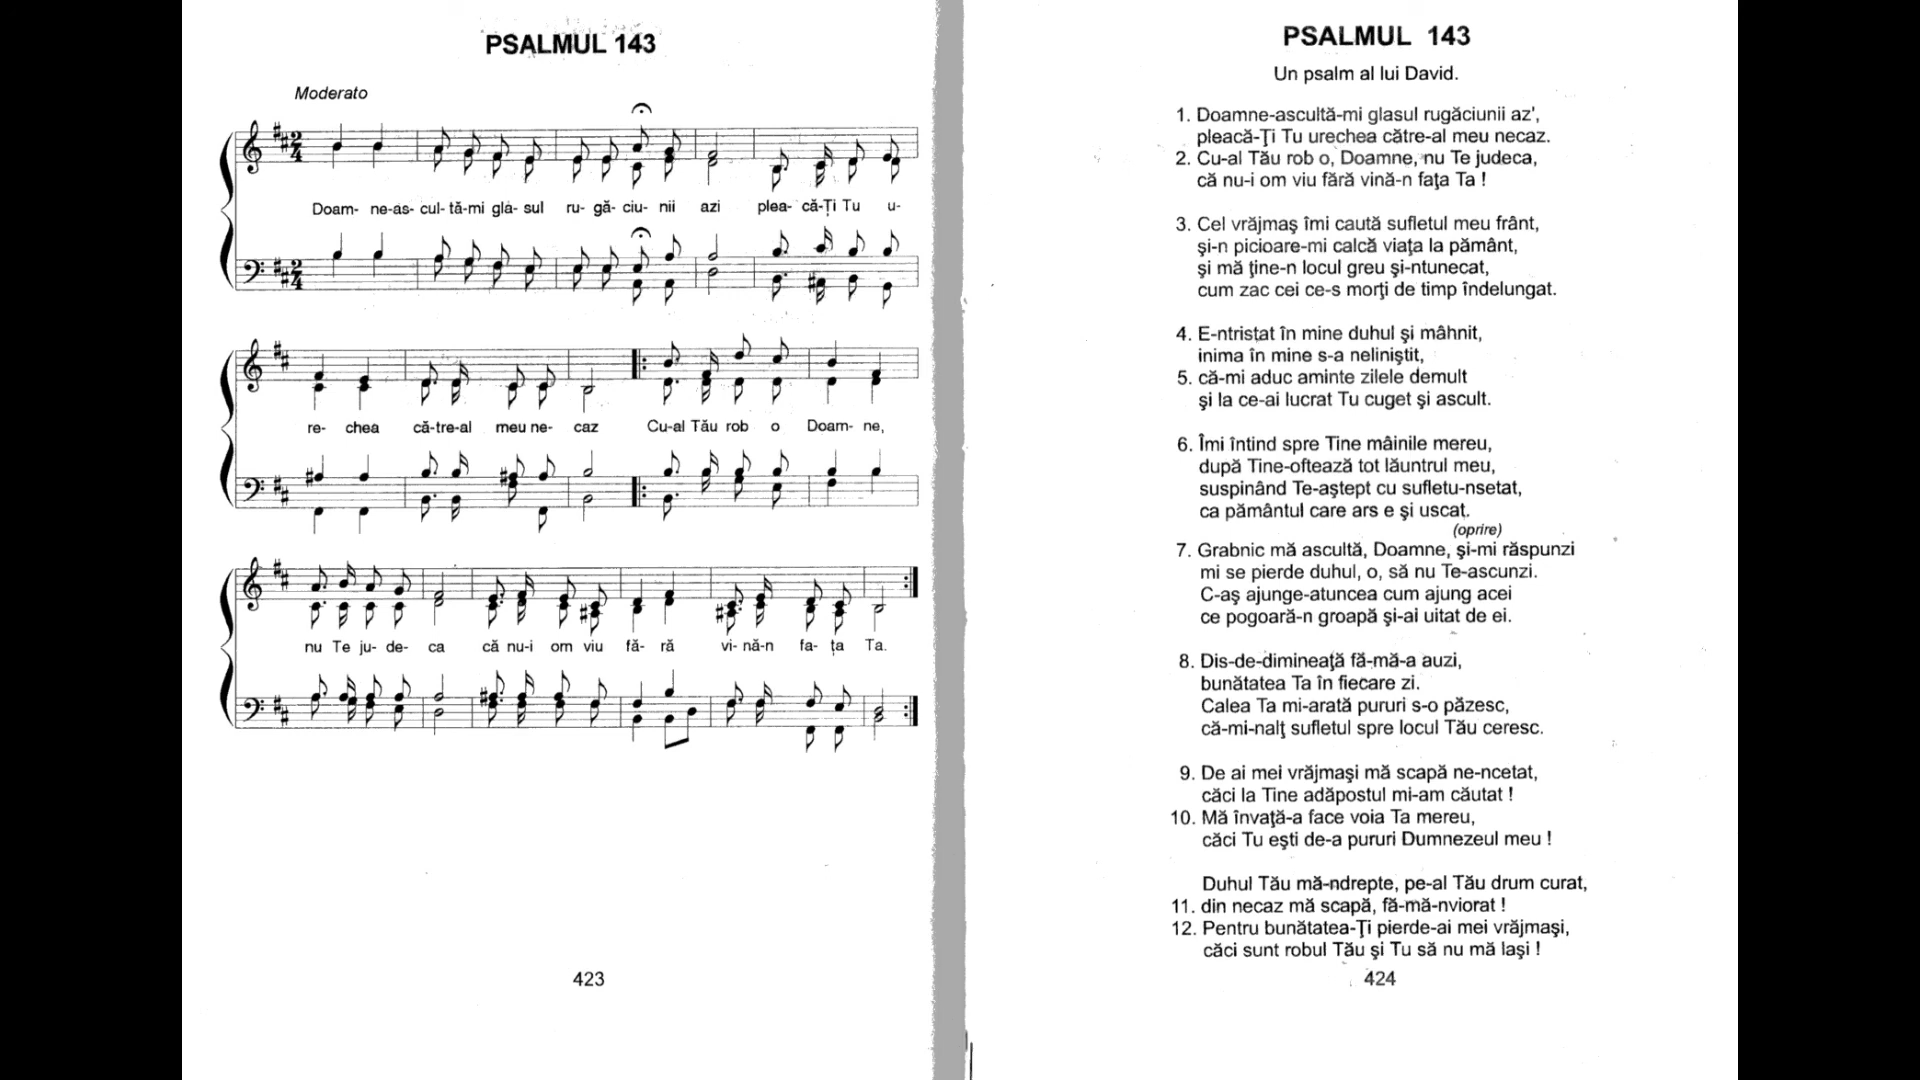 PSALMUL 143
Moderato
Doam- ne-as- cul- tă-mi gla- sul ru- gă- ciu- nii azi plea- că-Ți Tu u-
re- chea că-tre-al meu ne- caz Cu-al Tău rob o Doam- ne,
nu Te ju- de- ca că nu-i om viu fă- ră vi- nă-n fa- ța Ta.
423
PSALMUL 143
Un psalm al lui David.
1. Doamne-ascultă-mi glasul rugăciunii az',
pleacă-Ţi Tu urechea către-al meu necaz.
2. Cu-al Tău rob o, Doamne, nu Te judeca,
că nu-i om viu fără vină-n faţa Ta !
3. Cel vrăjmaş îmi caută sufletul meu frânt,
şi-n picioare-mi calcă viaţa la pământ,
şi mă ţine-n locul greu şi-ntunecat,
cum zac cei ce-s morţi de timp îndelungat.
4. E-ntristat în mine duhul şi mâhnit,
inima în mine s-a neliniştit,
5. că-mi aduc aminte zilele demult
şi la ce-ai lucrat Tu cuget şi ascult.
6. Îmi întind spre Tine mâinile mereu,
după Tine-oftează tot lăuntrul meu,
suspinând Te-aştept cu sufletu-nsetat,
ca pământul care ars e şi uscat.
(oprire)
7. Grabnic mă ascultă, Doamne, şi-mi răspunzi
mi se pierde duhul, o, să nu Te-ascunzi.
C-aş ajunge-atuncea cum ajung acei
ce pogoară-n groapă şi-ai uitat de ei.
8. Dis-de-dimineaţă fă-mă-a auzi,
bunătatea Ta în fiecare zi.
Calea Ta mi-arată pururi s-o păzesc,
că-mi-nalţ sufletul spre locul Tău ceresc.
9. De ai mei vrăjmaşi mă scapă ne-ncetat,
căci la Tine adăpostul mi-am căutat !
10. Mă învaţă-a face voia Ta mereu,
căci Tu eşti de-a pururi Dumnezeul meu !
Duhul Tău mă-ndrepte, pe-al Tău drum curat,
11. din necaz mă scapă, fă-mă-nviorat !
12. Pentru bunătatea-Ţi pierde-ai mei vrăjmaşi,
căci sunt robul Tău şi Tu să nu mă laşi !
424